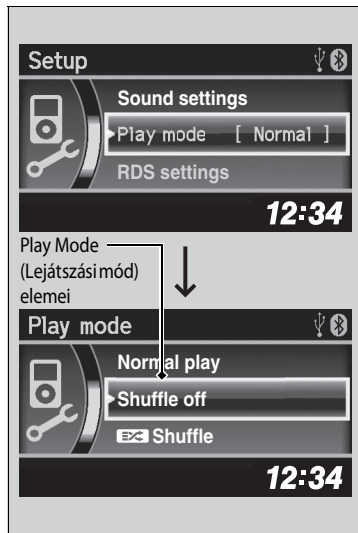 Setup
Sound settings
Play mode [ Normal ]
RDS settings
12:34
Play Mode
(Lejátszási mód)
elemei
Play mode
Normal play
Shuffle off
Shuffle
12:34